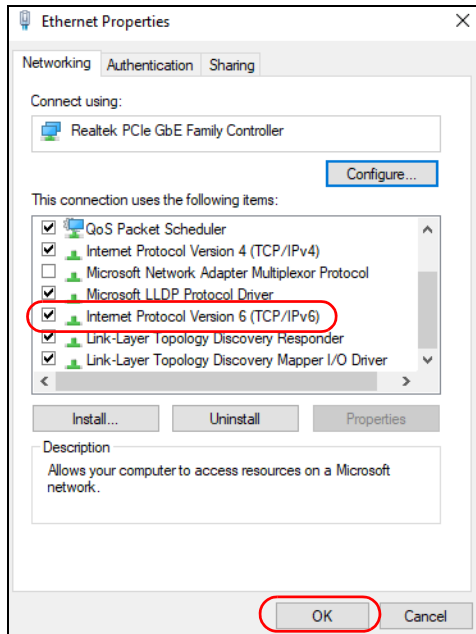 Ethernet Properties
Networking
Authentication
Sharing
Connect using:
Realtek PCIe GbE Family Controller
Configure...
This connection uses the following items:
QoS Packet Scheduler
Internet Protocol Version 4 (TCP/IPv4)
Microsoft Network Adapter Multiplexor Protocol
Microsoft LLDP Protocol Driver
Internet Protocol Version 6 (TCP/IPv6)
Link-Layer Topology Discovery Responder
Link-Layer Topology Discovery Mapper I/O Driver
Install...
Uninstall
Properties
Description
Allows your computer to access resources on a Microsoft
network.
OK
Cancel